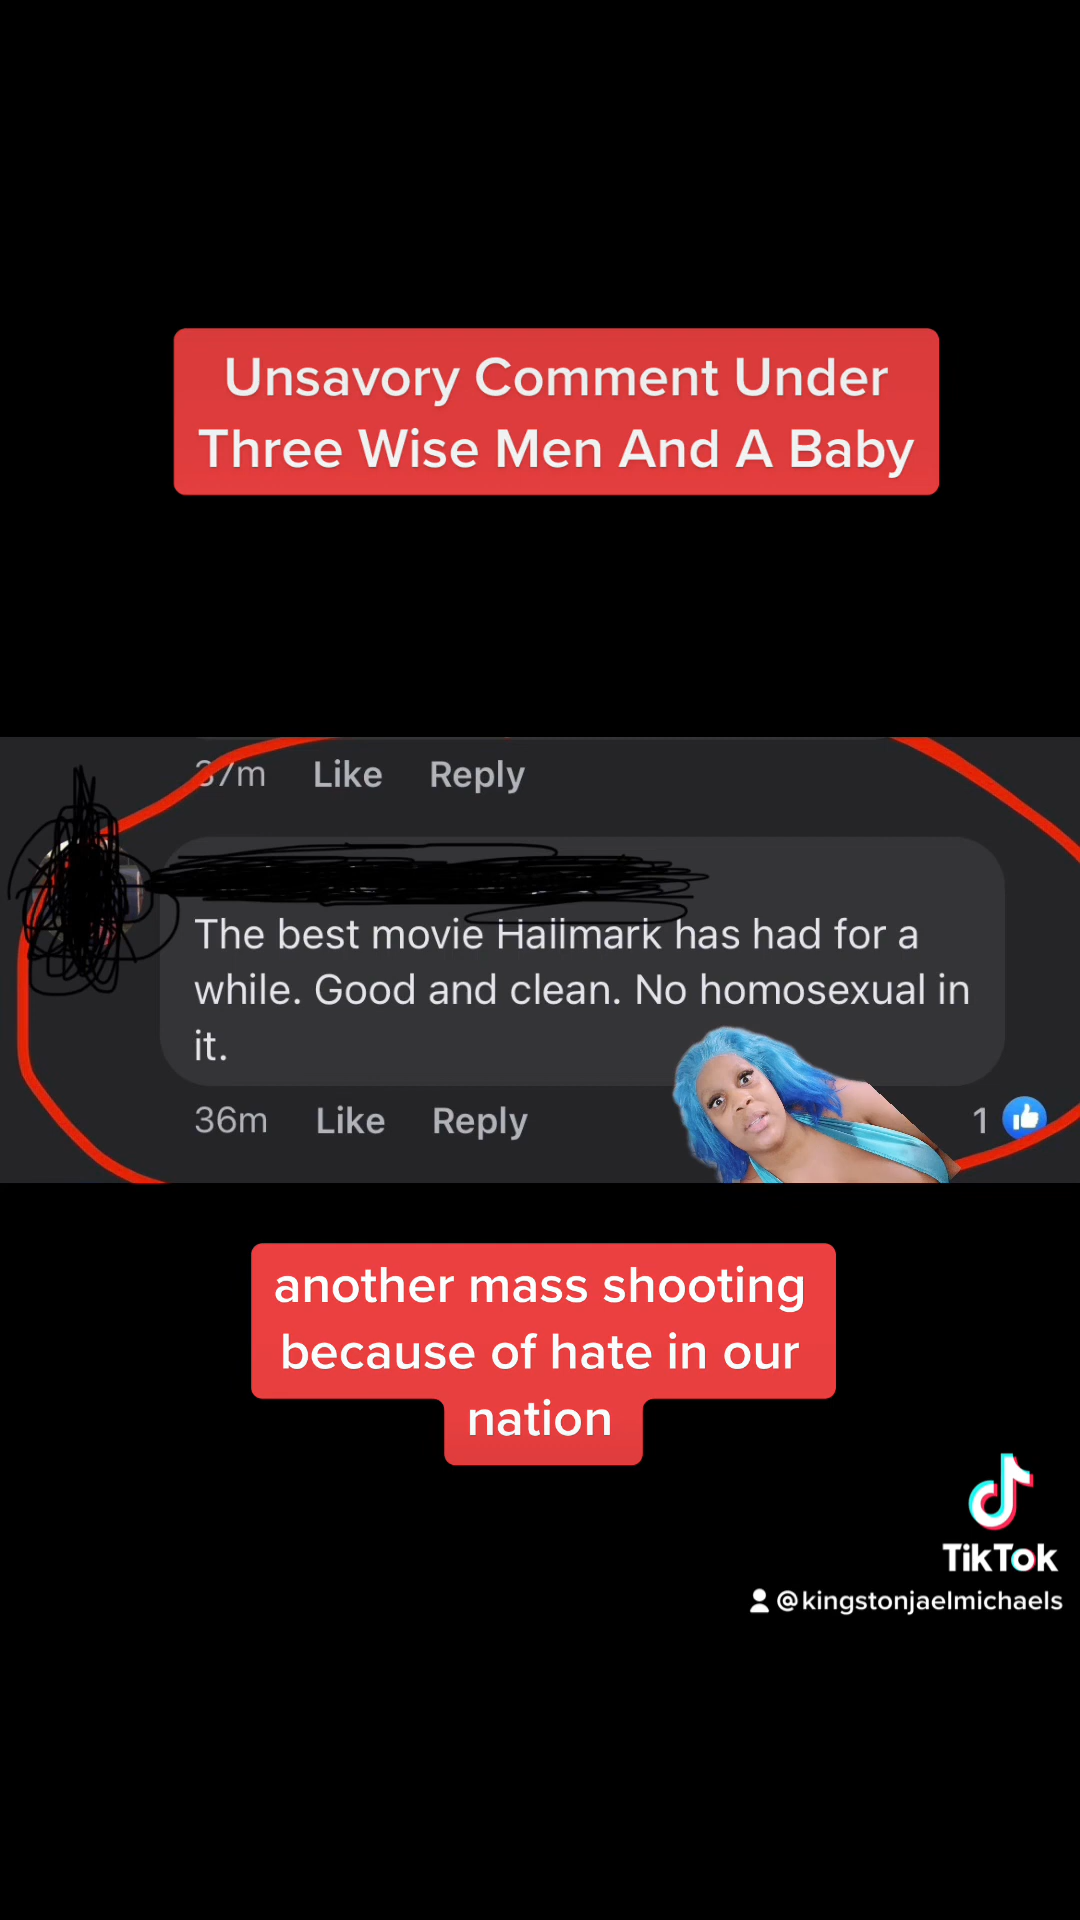 Unsavory Comment Under
Three Wise Men And A Baby
37m Like Reply
The best movie Hallmark has had for a
while. Good and clean. No homosexual in
it.
36m Like Reply 1
another mass shooting
because of hate in our
nation
TikTok
@kingstonjaelmichaels